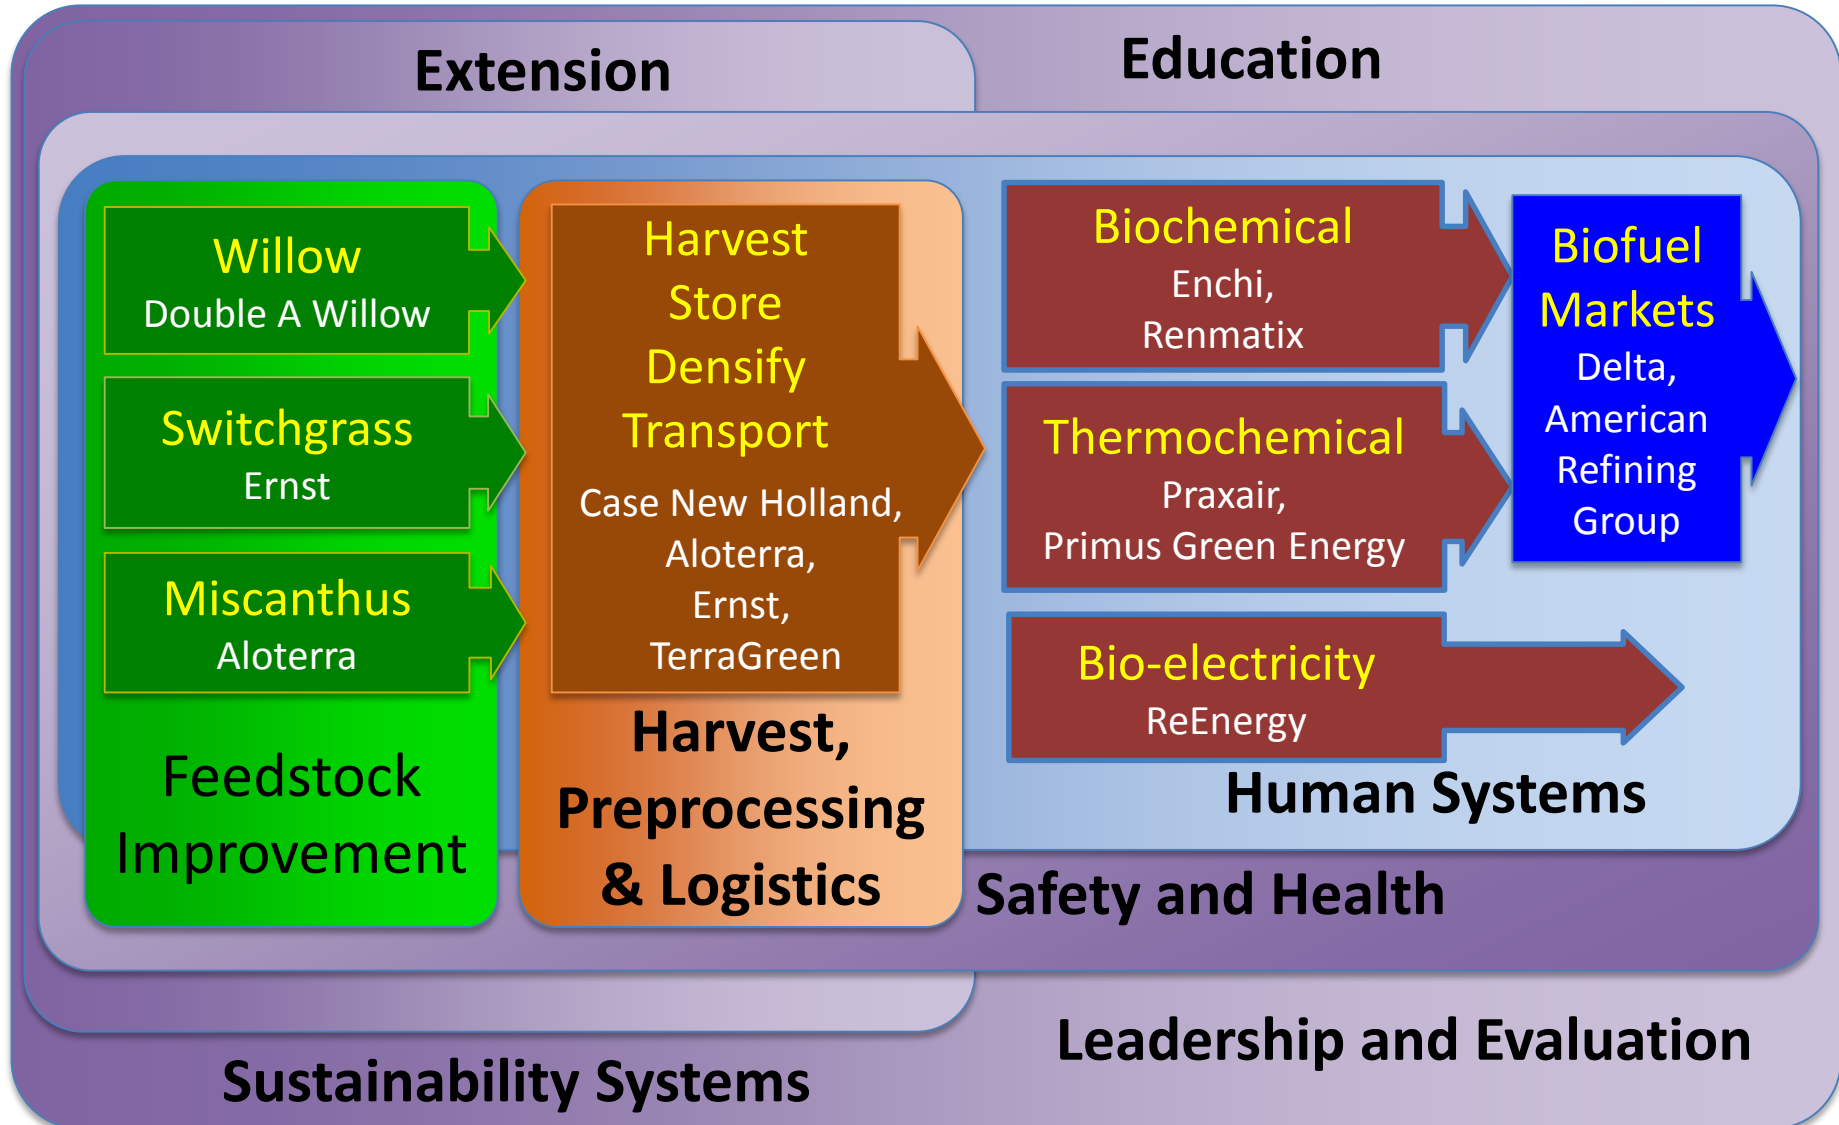 Extension
Education
Willow
Double A Willow
Switchgrass
Ernst
Miscanthus
Aloterra
Feedstock
Improvement
Harvest
Store
Densify
Transport
Case New Holland,
Aloterra,
Ernst,
TerraGreen
Harvest,
Preprocessing
& Logistics
Biochemical
Enchi,
Renmatix
Thermochemical
Praxair,
Primus Green Energy
Bio-electricity
ReEnergy
Biofuel
Markets
Delta,
American
Refining
Group
Human Systems
Safety and Health
Leadership and Evaluation
Sustainability Systems